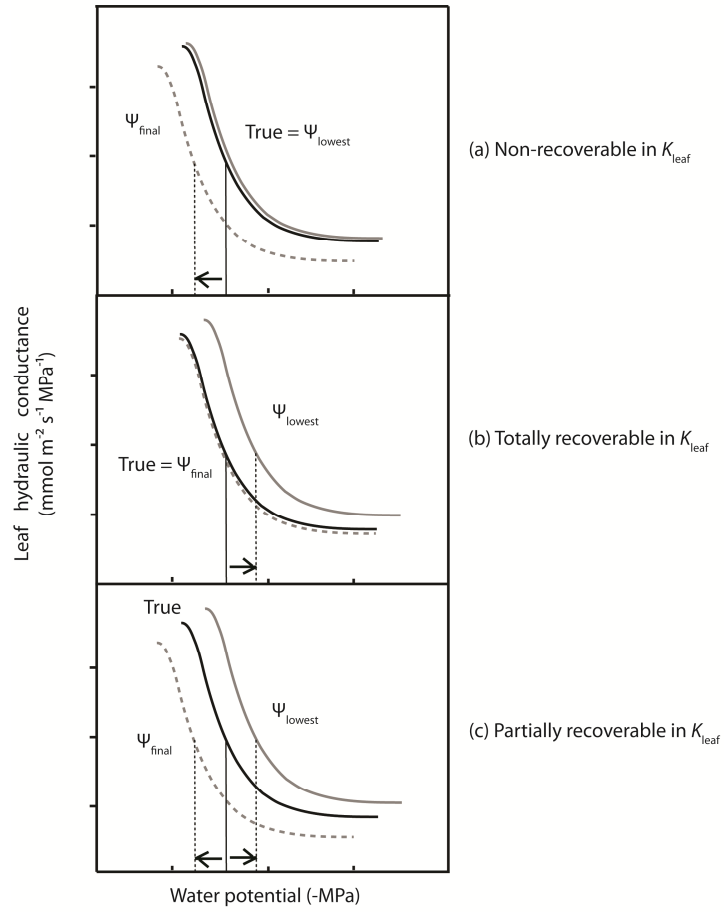 Ψfinal
True = Ψlowest
(a) Non-recoverable in Kleaf
Leaf hydraulic conductance
(mmol m⁻² s⁻¹ MPa⁻¹)
Ψlowest
True = Ψfinal
(b) Totally recoverable in Kleaf
True
Ψlowest
Ψfinal
(c) Partially recoverable in Kleaf
Water potential (-MPa)